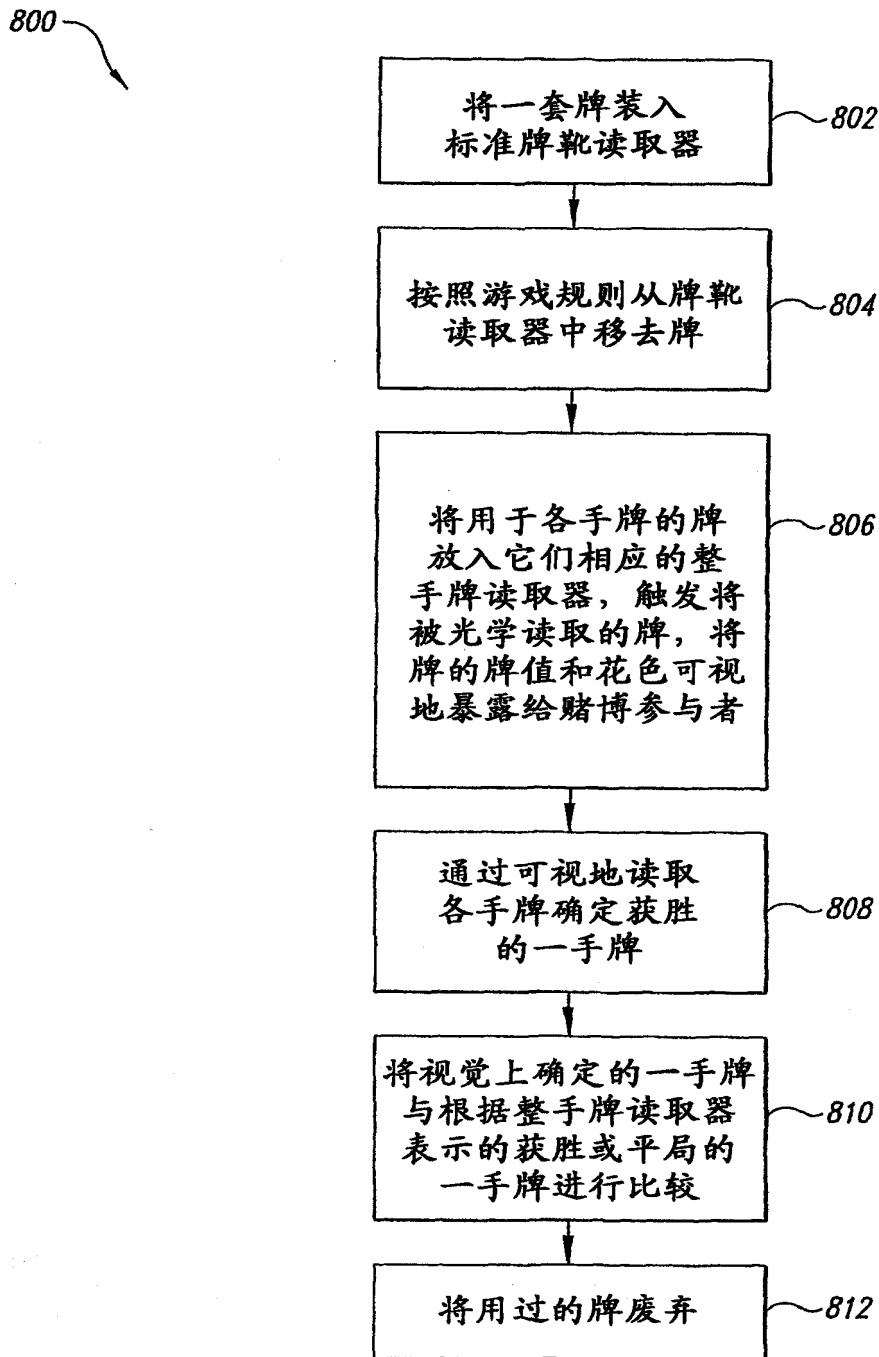 800
将一套牌装入
标准牌靴读取器
802
按照游戏规则从牌靴
读取器中移去牌
804
将用于各手牌的牌
放入它们相应的整
手牌读取器，触发将
被光学读取的牌，将
牌的牌值和花色可视
地暴露给赌博参与者
806
通过可视地读取
各手牌确定获胜
的一手牌
808
将视觉上确定的一手牌
与根据整手牌读取器
表示的获胜或平局的
一手牌进行比较
810
将用过的牌废弃
812